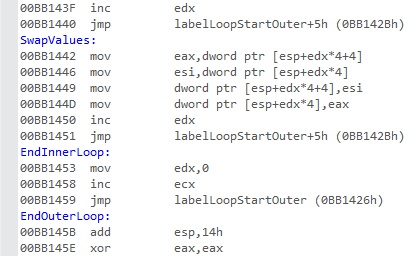 00BB143F inc edx
00BB1440 jmp labelLoopStartOuter+5h (0BB142Bh)
SwapValues:
00BB1442 mov eax,dword ptr [esp+edx*4+4]
00BB1446 mov esi,dword ptr [esp+edx*4]
00BB1449 mov dword ptr [esp+edx*4+4],esi
00BB144D mov dword ptr [esp+edx*4],eax
00BB1450 inc edx
00BB1451 jmp labelLoopStartOuter+5h (0BB142Bh)
EndInnerLoop:
00BB1453 mov edx,0
00BB1458 inc ecx
00BB1459 jmp labelLoopStartOuter (0BB1426h)
EndOuterLoop:
00BB145B add esp,14h
00BB145E xor eax,eax